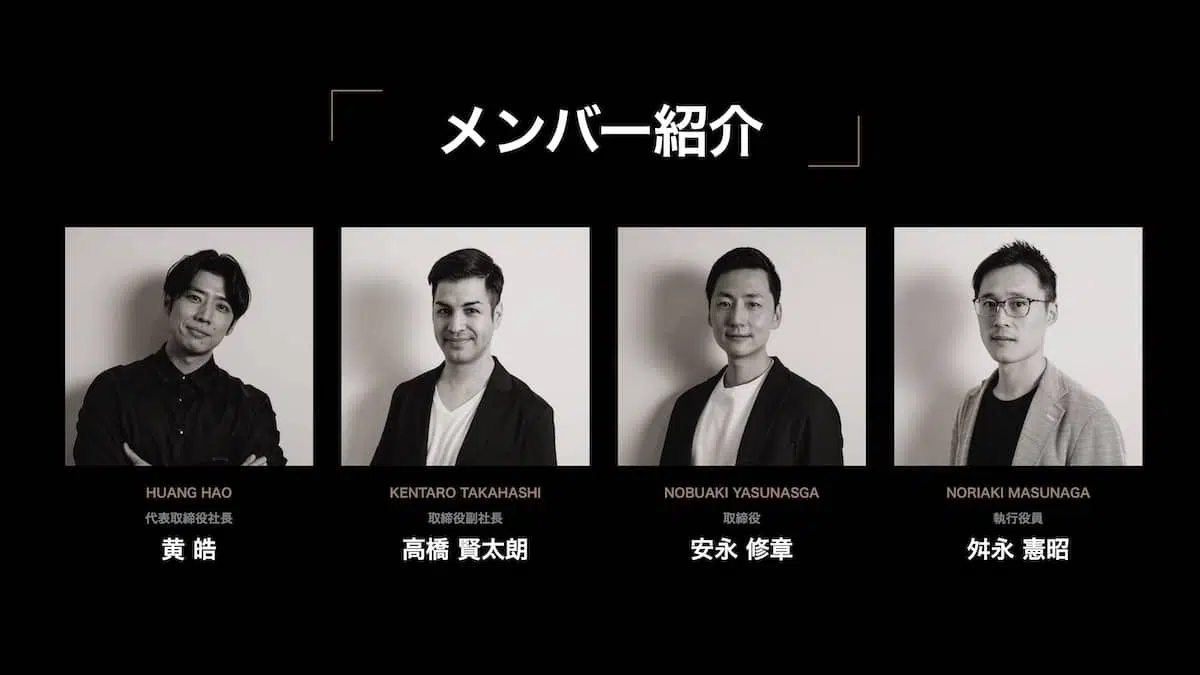 メンバー紹介
HUANG HAO
代表取締役社長
黄 皓
KENTARO TAKAHASHI
取締役副社長
高橋 賢太朗
NOBUAKI YASUNASGA
取締役
安永 修章
NORIAKI MASUNAGA
執行役員
舛永 憲昭